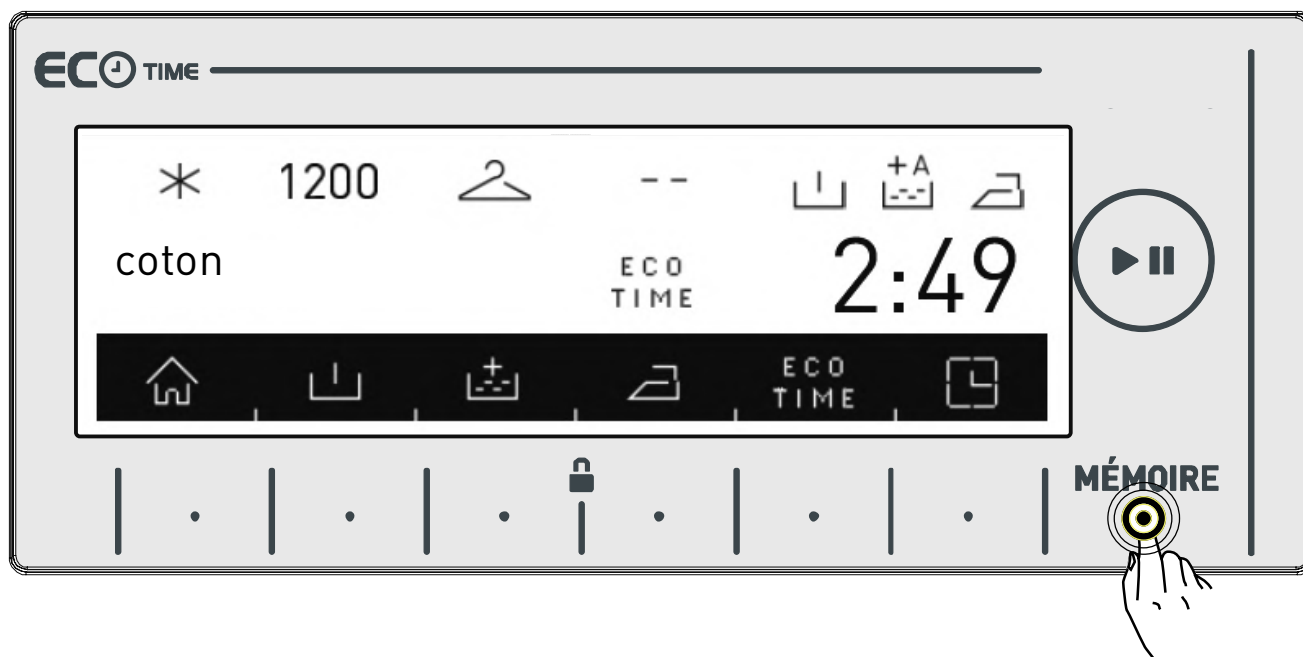 ECO TIME
1200 -- +A
coton
ECO
TIME
2:49
+
ECO
TIME
MÉMOIRE